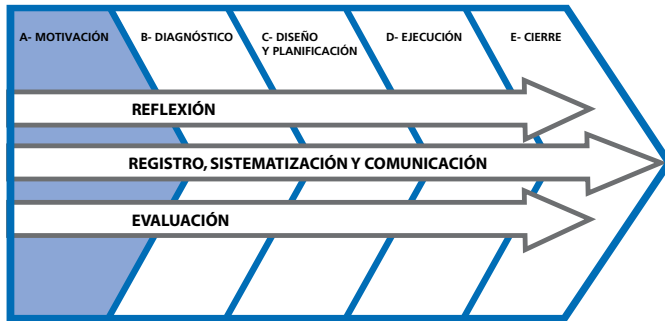 A- MOTIVACIÓN
B- DIAGNÓSTICO
C- DISEÑO
Y PLANIFICACIÓN
D- EJECUCIÓN
E- CIERRE
REFLEXIÓN
REGISTRO, SISTEMATIZACIÓN Y COMUNICACIÓN
EVALUACIÓN